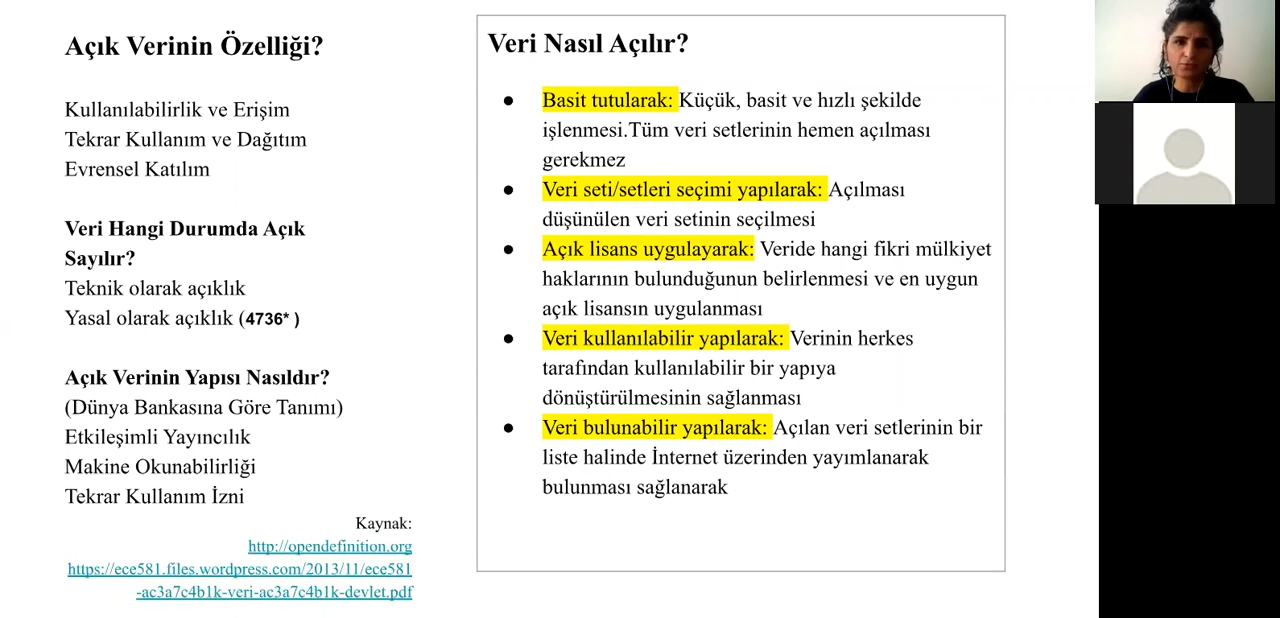 Açık Verinin Özelliği?
Kullanılabilirlik ve Erişim
Tekrar Kullanım ve Dağıtım
Evrensel Katılım
Veri Hangi Durumda Açık
Sayılır?
Teknik olarak açıklık
Yasal olarak açıklık (4736* )
Açık Verinin Yapısı Nasıldır?
(Dünya Bankasına Göre Tanımı)
Etkileşimli Yayıncılık
Makine Okunabilirliği
Tekrar Kullanım İzni
Kaynak:
http://opendefinition.org
https://ece581.files.wordpress.com/2013/11/ece581
-ac3a7c4b1k-veri-ac3a7c4b1k-devlet.pdf
Veri Nasıl Açılır?
● Basit tutularak: Küçük, basit ve hızlı şekilde
işlenmesi.Tüm veri setlerinin hemen açılması
gerekmez
● Veri seti/setleri seçimi yapılarak: Açılması
düşünülen veri setinin seçilmesi
● Açık lisans uygulayarak: Veride hangi fikri mülkiyet
haklarının bulunduğunun belirlenmesi ve en uygun
açık lisansın uygulanması
● Veri kullanılabilir yapılarak: Verinin herkes
tarafından kullanılabilir bir yapıya
dönüştürülmesinin sağlanması
● Veri bulunabilir yapılarak: Açılan veri setlerinin bir
liste halinde İnternet üzerinden yayımlanarak
bulunması sağlanarak